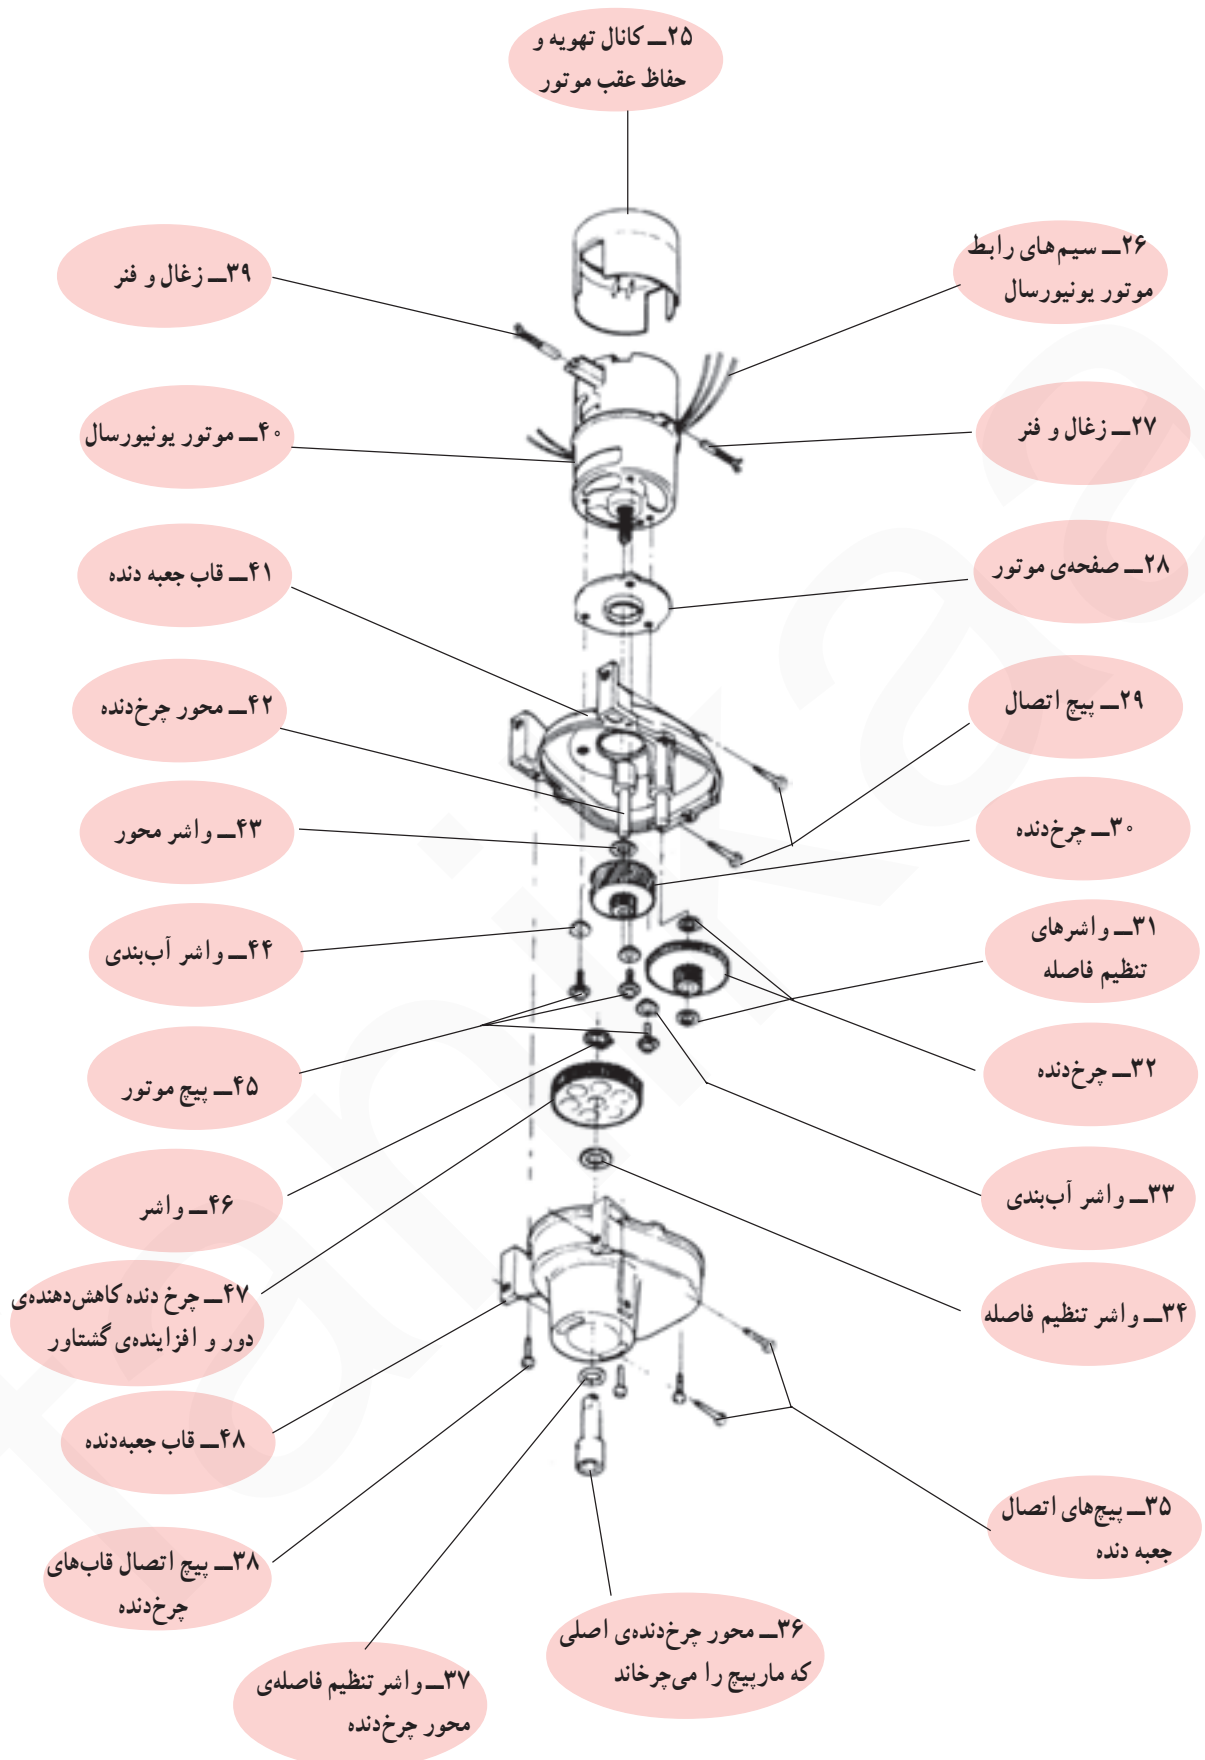 ۲۵ــ کانال تهویه و
حفاظ عقب موتور
۲۶ــ سیم‌های رابط
موتور یونیورسال
۳۹ــ زغال و فنر
۲۷ــ زغال و فنر
۴۰ــ موتور یونیورسال
۲۸ــ صفحه‌ی موتور
۴۱ــ قاب جعبه دنده
۲۹ــ پیچ اتصال
۴۲ــ محور چرخ‌دنده
۳۰ــ چرخ‌دنده
۴۳ــ واشر محور
۳۱ــ واشرهای
تنظیم فاصله
۴۴ــ واشر آب‌بندی
۳۲ــ چرخ‌دنده
۴۵ــ پیچ موتور
۳۳ــ واشر آب‌بندی
۴۶ــ واشر
۳۴ــ واشر تنظیم فاصله
۴۷ــ چرخ دنده کاهش‌دهنده‌ی
دور و افزاینده‌ی گشتاور
۴۸ــ قاب جعبه‌دنده
۳۵ــ پیچ‌های اتصال
جعبه دنده
۳۸ــ پیچ اتصال قاب‌های
چرخ‌دنده
۳۶ــ محور چرخ‌دنده‌ی اصلی
که مارپیچ را می‌چرخاند
۳۷ــ واشر تنظیم فاصله‌ی
محور چرخ‌دنده